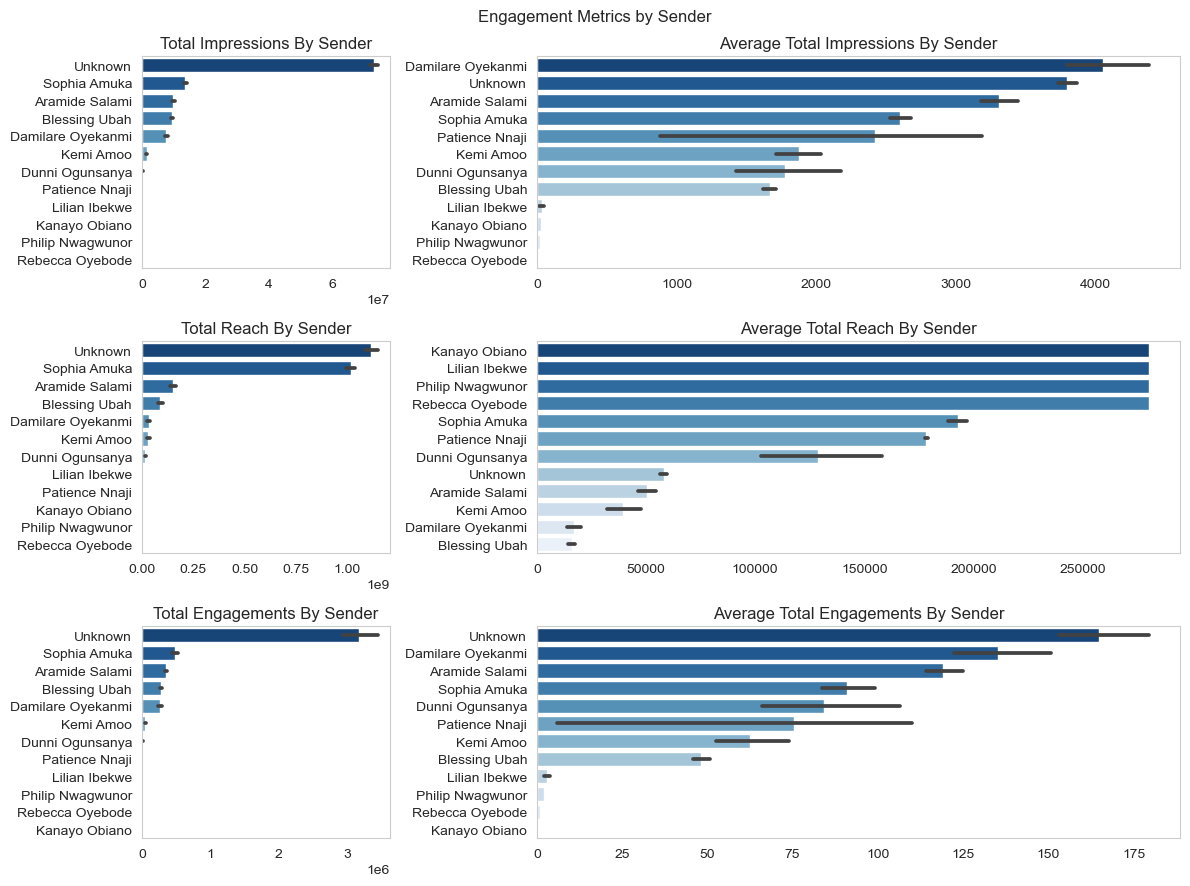 Engagement Metrics by Sender
Total Impressions By Sender
Unknown
Sophia Amuka
Aramide Salami
Blessing Ubah
Damilare Oyekanmi
Kemi Amoo
Dunni Ogunsanya
Patience Nnaji
Lilian Ibekwe
Kanayo Obiano
Philip Nwagwunor
Rebecca Oyebode
0 2 4 6
1e7
Average Total Impressions By Sender
Damilare Oyekanmi
Unknown
Aramide Salami
Sophia Amuka
Patience Nnaji
Kemi Amoo
Dunni Ogunsanya
Blessing Ubah
Lilian Ibekwe
Kanayo Obiano
Philip Nwagwunor
Rebecca Oyebode
0 1000 2000 3000 4000
Total Reach By Sender
Unknown
Sophia Amuka
Aramide Salami
Blessing Ubah
Damilare Oyekanmi
Kemi Amoo
Dunni Ogunsanya
Lilian Ibekwe
Patience Nnaji
Kanayo Obiano
Philip Nwagwunor
Rebecca Oyebode
0.00 0.25 0.50 0.75 1.00
1e9
Average Total Reach By Sender
Kanayo Obiano
Lilian Ibekwe
Philip Nwagwunor
Rebecca Oyebode
Sophia Amuka
Patience Nnaji
Dunni Ogunsanya
Unknown
Aramide Salami
Kemi Amoo
Damilare Oyekanmi
Blessing Ubah
0 50000 100000 150000 200000 250000
Total Engagements By Sender
Unknown
Sophia Amuka
Aramide Salami
Blessing Ubah
Damilare Oyekanmi
Kemi Amoo
Dunni Ogunsanya
Patience Nnaji
Lilian Ibekwe
Philip Nwagwunor
Rebecca Oyebode
Kanayo Obiano
0 1 2 3
1e6
Average Total Engagements By Sender
Unknown
Damilare Oyekanmi
Aramide Salami
Sophia Amuka
Dunni Ogunsanya
Patience Nnaji
Kemi Amoo
Blessing Ubah
Lilian Ibekwe
Philip Nwagwunor
Rebecca Oyebode
Kanayo Obiano
0 25 50 75 100 125 150 175